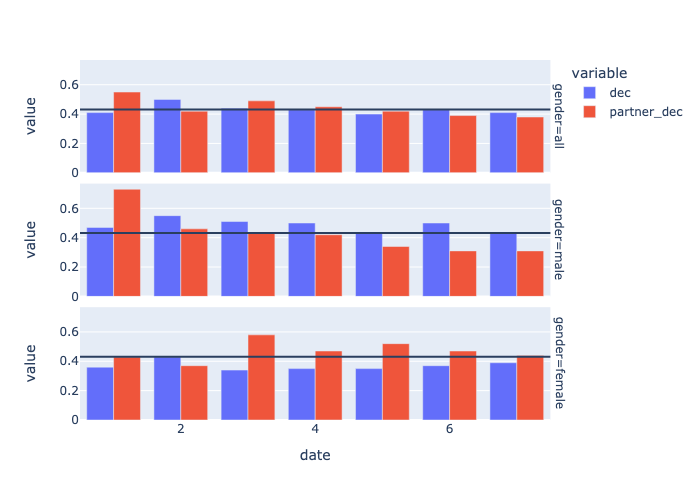 variable
dec
partner_dec
value
0.6
0.4
0.2
0
gender=all
value
0.6
0.4
0.2
0
gender=male
value
0.6
0.4
0.2
0
gender=female
2 4 6
date